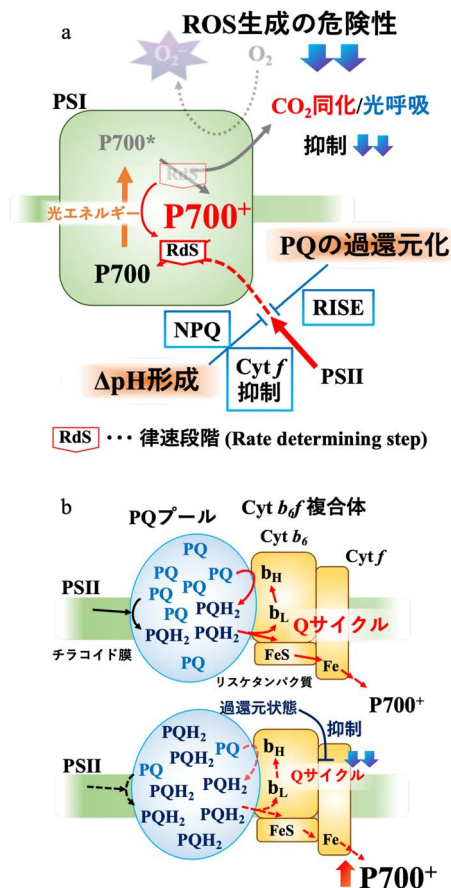 a
ROS生成の危険性
O₂⁻
O₂
PSI
CO₂同化/光呼吸
抑制
P700*
RdS
光エネルギー
P700⁺
PQの過還元化
RdS
P700
RISE
NPQ
Cyt f
抑制
PSII
ΔpH形成
RdS ・・・ 律速段階 (Rate determining step)
b
PQプール
Cyt b₆f 複合体
Cyt b₆
Cyt f
PQ
PQ
PQ
PQ
PQ
PSII
PQ
PQH₂
PQH₂
PQH₂
PQ
bH
bL
Qサイクル
FeS
Fe
チラコイド膜
リスケタンパク質
P700⁺
過還元状態
抑制
PQH₂
PQH₂
PQ
bH
Qサイクル
PSII
PQ
PQH₂
PQH₂
bL
PQH₂
PQH₂
PQH₂
FeS
Fe
P700⁺